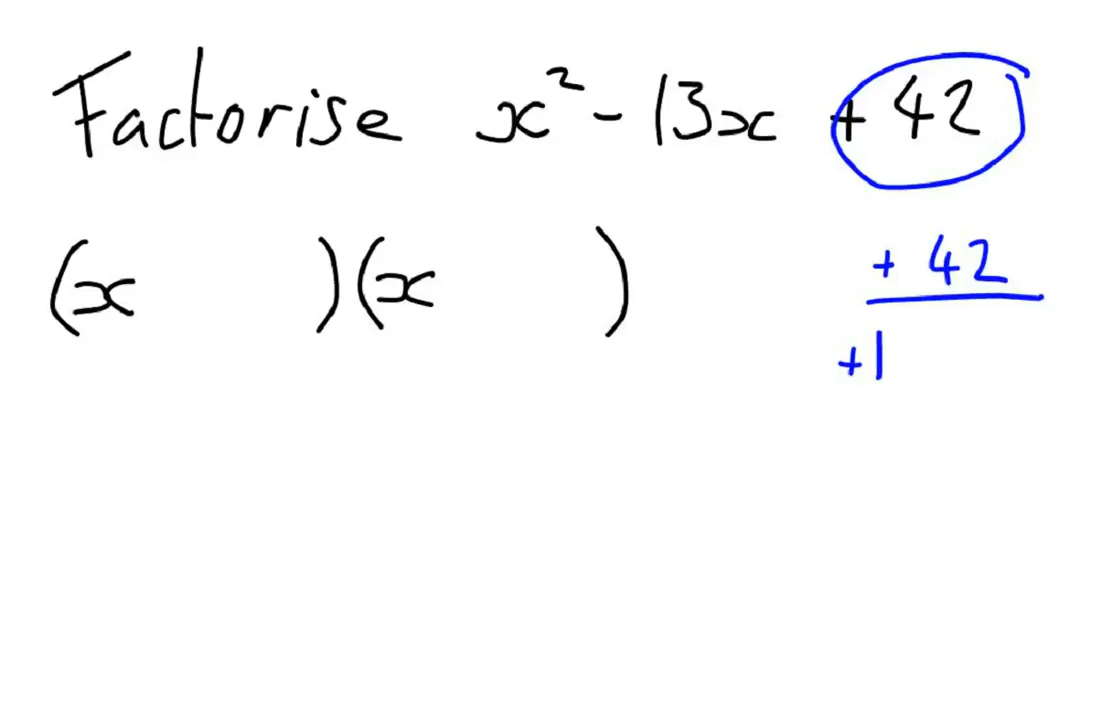 Factorise x² - 13x + 42
(x )(x )
+ 42
+1